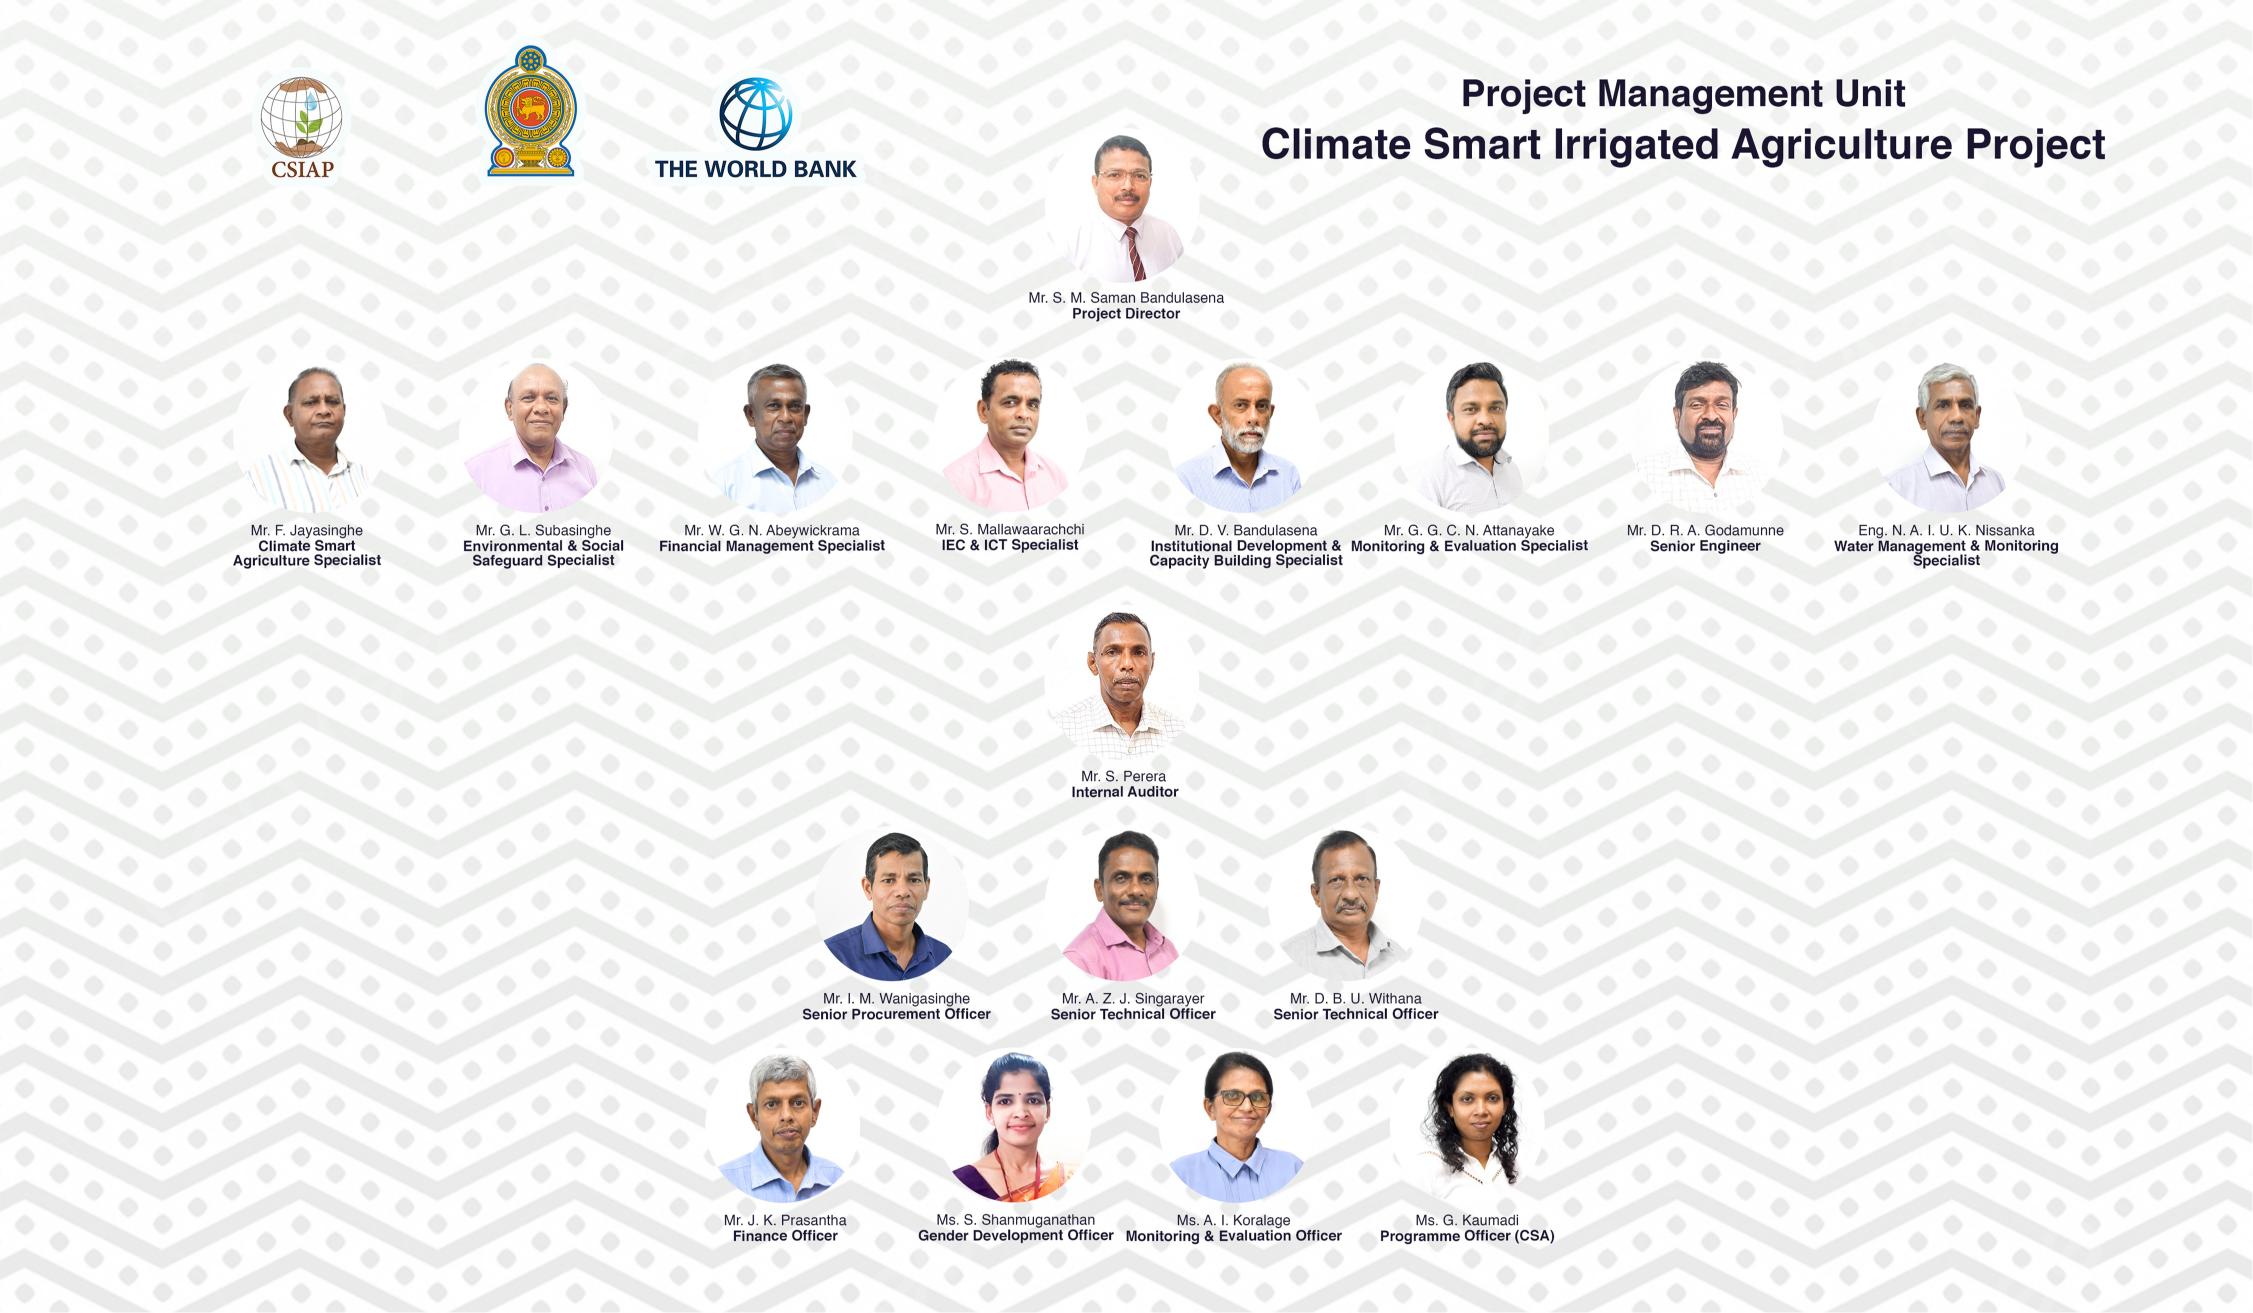 CSIAP
THE WORLD BANK
Project Management Unit
Climate Smart Irrigated Agriculture Project
Mr. S. M. Saman Bandulasena
Project Director
Mr. F. Jayasinghe
Climate Smart
Agriculture Specialist
Mr. G. L. Subasinghe
Environmental & Social
Safeguard Specialist
Mr. W. G. N. Abeywickrama
Financial Management Specialist
Mr. S. Mallawaarachchi
IEC & ICT Specialist
Mr. D. V. Bandulasena
Institutional Development &
Capacity Building Specialist
Mr. G. G. C. N. Attanayake
Monitoring & Evaluation Specialist
Mr. D. R. A. Godamunne
Senior Engineer
Eng. N. A. I. U. K. Nissanka
Water Management & Monitoring
Specialist
Mr. S. Perera
Internal Auditor
Mr. I. M. Wanigasinghe
Senior Procurement Officer
Mr. A. Z. J. Singarayer
Senior Technical Officer
Mr. D. B. U. Withana
Senior Technical Officer
Mr. J. K. Prasantha
Finance Officer
Ms. S. Shanmuganathan
Gender Development Officer
Ms. A. I. Koralage
Monitoring & Evaluation Officer
Ms. G. Kaumadi
Programme Officer (CSA)